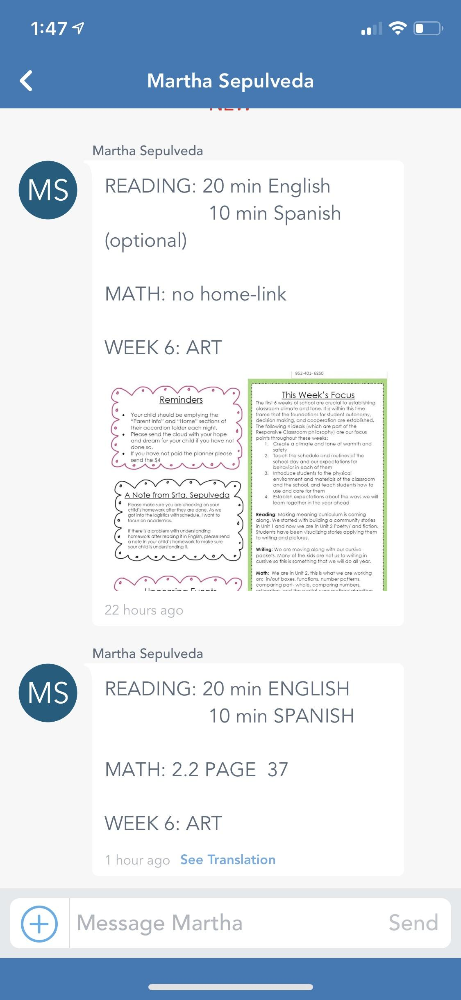 1:47
Martha Sepulveda
NEW
Martha Sepulveda
MS
READING: 20 min English
10 min Spanish
(optional)
MATH: no home-link
WEEK 6: ART
952-401- 6850
Reminders
• Your child should be emptying the
“Parent Info” and “Home” sections of
their accordion folder each night.
• Please send the cloud with your hope
and dream for your child if you have not
done so.
• If you have not paid the planner please
send the $4
A Note from Srta. Sepulveda
Please make sure you are checking on your
child's homework after they are done. As we
got into the logistics with schedule, I want to
focus on academics.
If there is a problem with understanding
homework after reading it in English, please send
a note in your child's homework to make sure
your child is understanding it.
Upcoming Events
This Week's Focus
The first 6 weeks of school are crucial to establishing
classroom climate and tone. It is within this time
frame that the foundations for student autonomy,
decision making, and cooperation are established.
The following 4 ideals (which are part of the
Responsive Classroom philosophy) are our focus
points throughout these weeks:
1. Create a climate and tone of warmth and
safety
2. Teach the schedule and routines of the
school day and our expectations for
behavior in each of them
3. Introduce students to the physical
environment and materials of the classroom
and the school, and teach students how to
use and care for them
4. Establish expectations about the ways we will
learn together in the year ahead
Reading: Making meaning curriculum is coming
along. We started with building a community stories
in Unit 1 and now we are in Unit 2 Poetry/ and fiction.
Students have been visualizing stories applying them
to writing and pictures.
Writing: We are moving along with our cursive
packets. Many of the kids are not us to writing in
cursive so this is something that we will do all year.
Math: We are in Unit 2, this is what we are working
on: in/out boxes, functions, number patterns,
comparing part- whole, comparing numbers,
estimation, and the partial-sums method algorithm
22 hours ago
Martha Sepulveda
MS
READING: 20 min ENGLISH
10 min SPANISH
MATH: 2.2 PAGE 37
WEEK 6: ART
1 hour ago See Translation
Message Martha Send